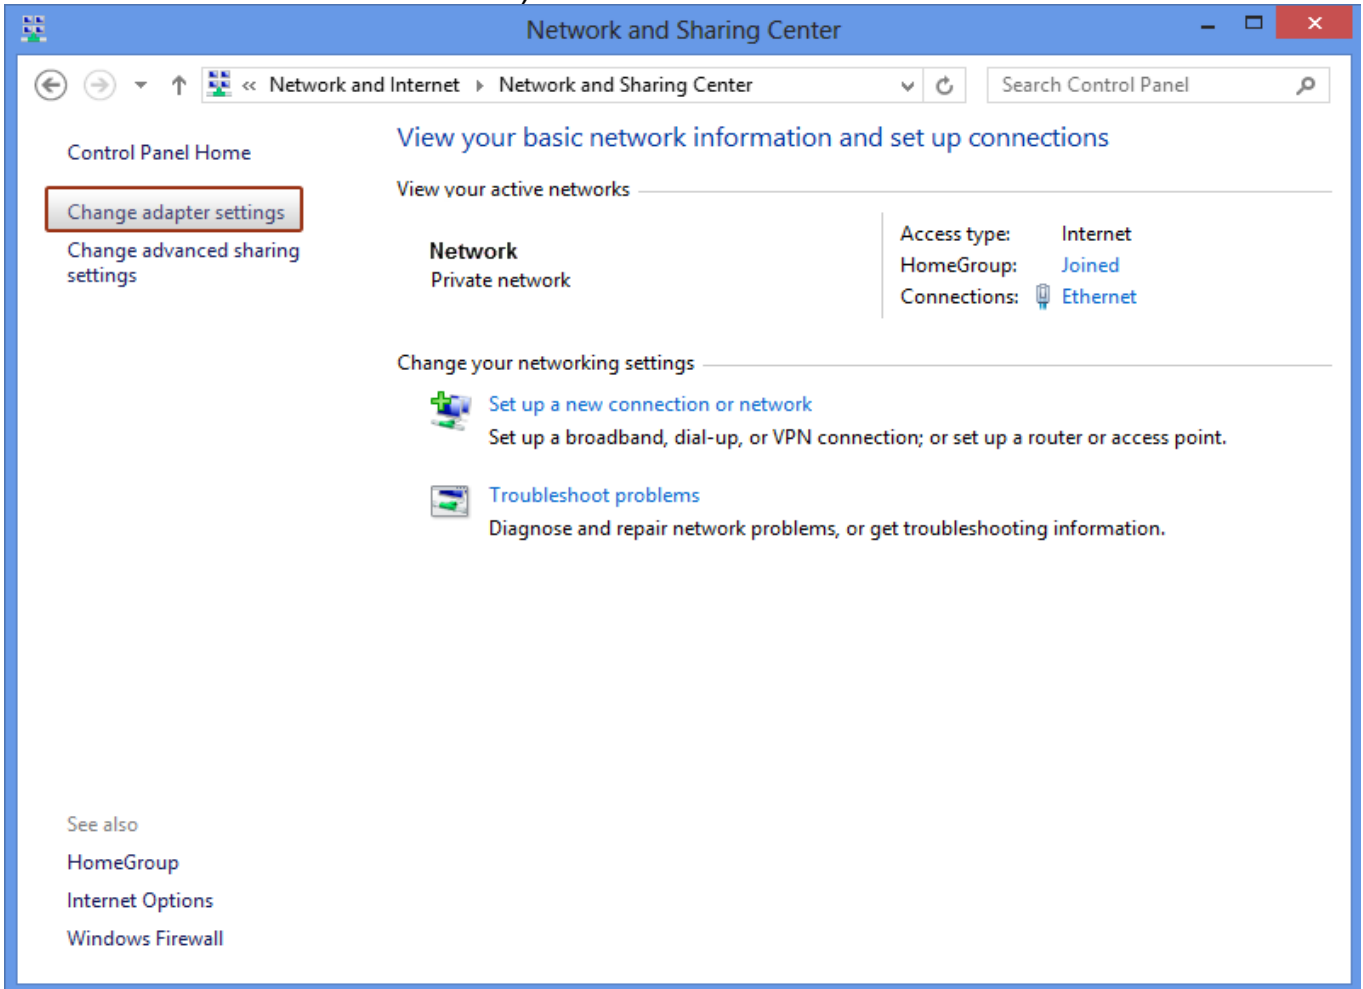 Network and Sharing Center
« Network and Internet ▸ Network and Sharing Center
Search Control Panel
Control Panel Home
Change adapter settings
Change advanced sharing
settings
View your basic network information and set up connections
View your active networks
Network
Private network
Access type: Internet
HomeGroup: Joined
Connections: Ethernet
Change your networking settings
Set up a new connection or network
Set up a broadband, dial-up, or VPN connection; or set up a router or access point.
Troubleshoot problems
Diagnose and repair network problems, or get troubleshooting information.
See also
HomeGroup
Internet Options
Windows Firewall